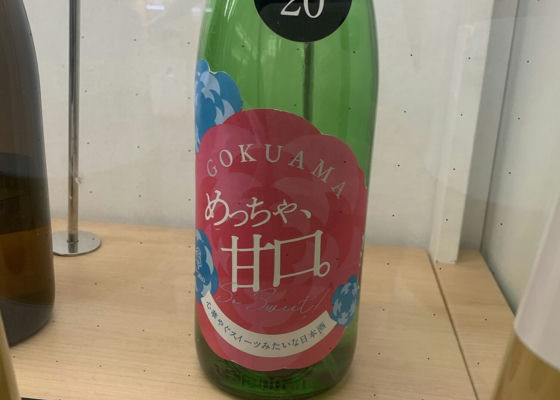 20
GOKUAMA
めっちゃ、
甘口。
So Sweet!
心華やぐスイーツみたいな日本酒